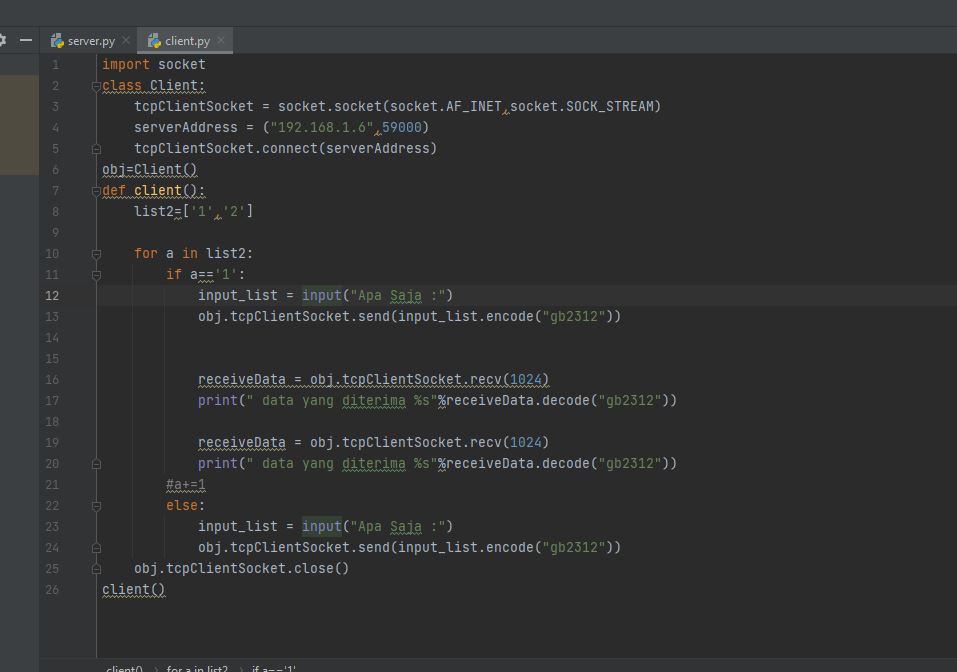 server.py client.py
1 import socket
2 class Client:
3 tcpClientSocket = socket.socket(socket.AF_INET,socket.SOCK_STREAM)
4 serverAddress = ("192.168.1.6",59000)
5 tcpClientSocket.connect(serverAddress)
6 obj=Client()
7 def client():
8 list2=['1','2']
9
10 for a in list2:
11 if a=='1':
12 input_list = input("Apa Saja :")
13 obj.tcpClientSocket.send(input_list.encode("gb2312"))
14
15
16 receiveData = obj.tcpClientSocket.recv(1024)
17 print(" data yang diterima %s"%receiveData.decode("gb2312"))
18
19 receiveData = obj.tcpClientSocket.recv(1024)
20 print(" data yang diterima %s"%receiveData.decode("gb2312"))
21 #a+=1
22 else:
23 input_list = input("Apa Saja :")
24 obj.tcpClientSocket.send(input_list.encode("gb2312"))
25 obj.tcpClientSocket.close()
26 client()
client() › for a in list2 › if a=='1'